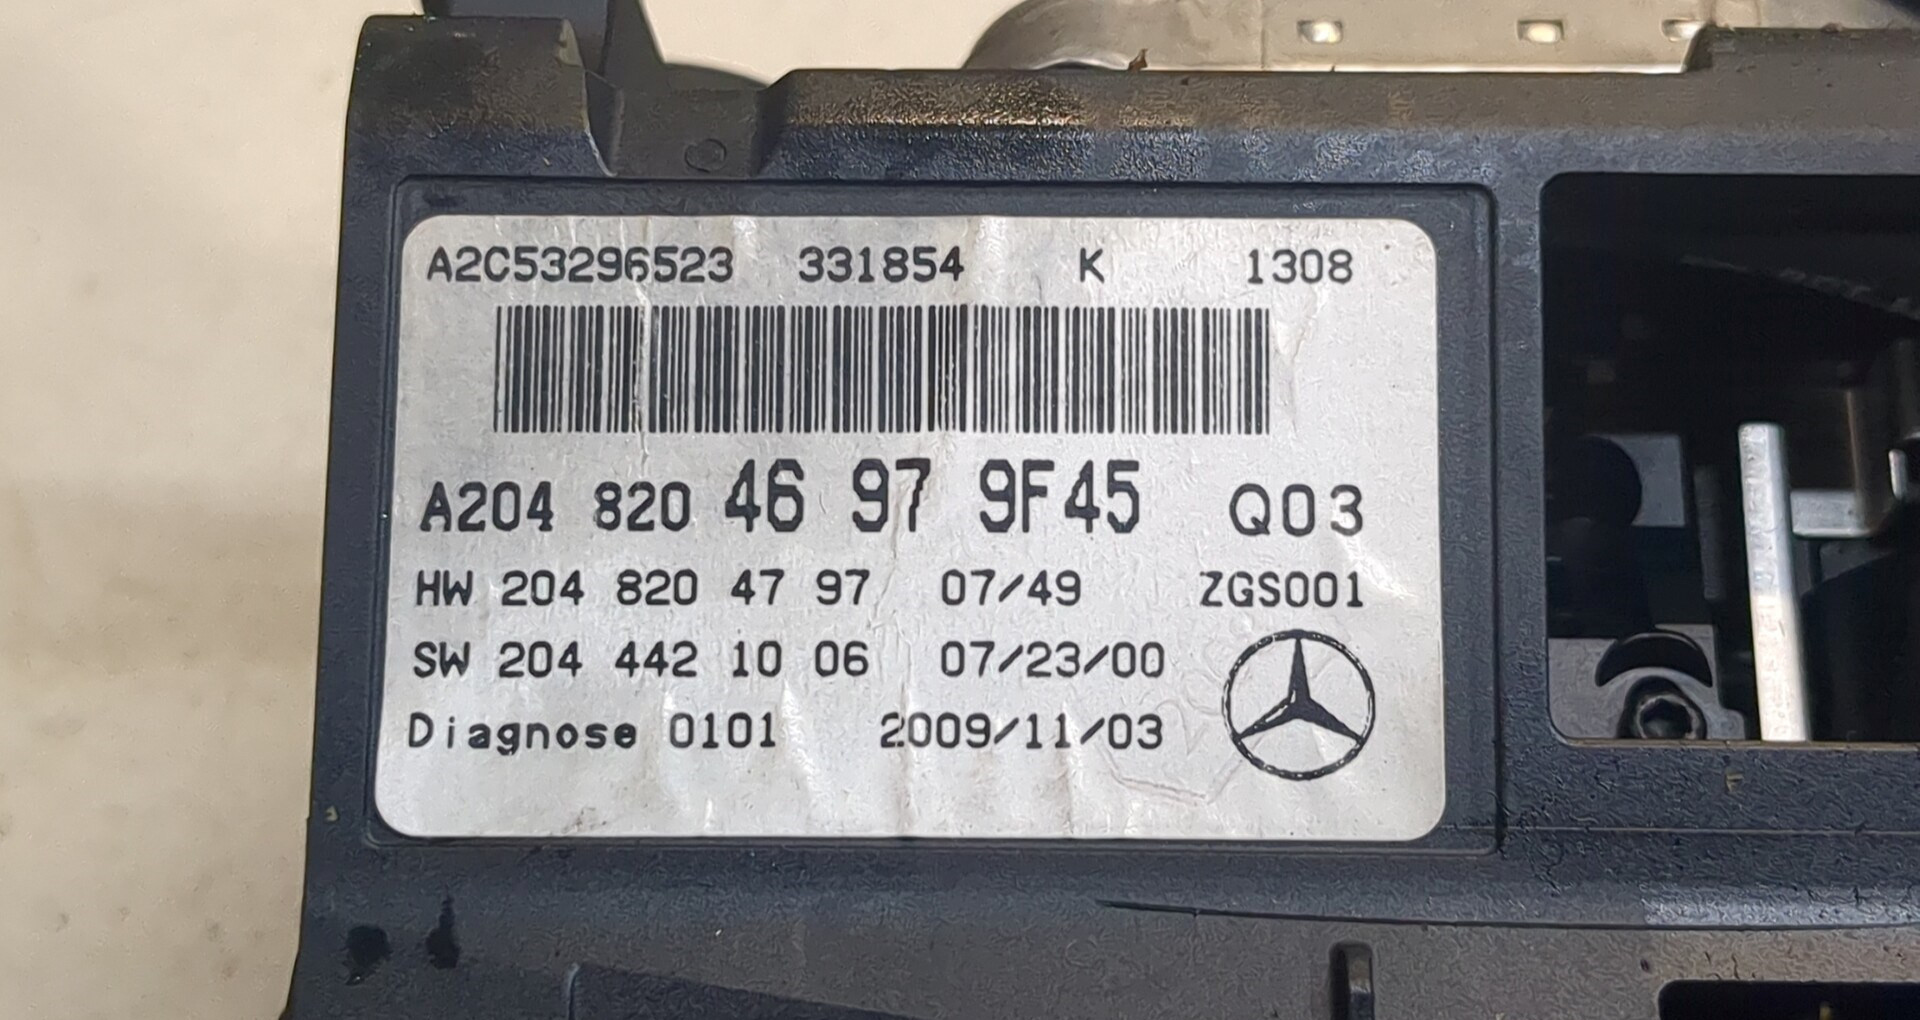 A2C53296523 331854 K 1308
A204 820 46 97 9F45 Q03
HW 204 820 47 97 07/49 ZGS001
SW 204 442 10 06 07/23/00
Diagnose 0101 2009/11/03